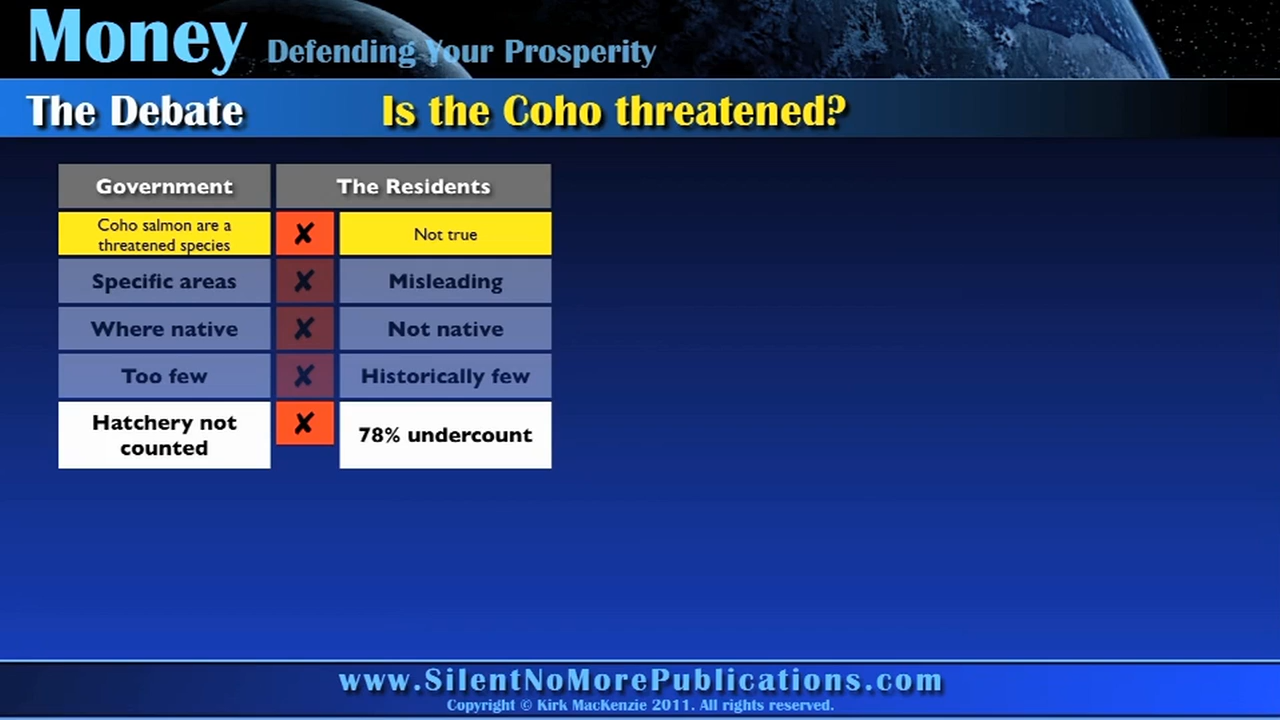 Money Defending Your Prosperity
The Debate Is the Coho threatened?
Government The Residents
Coho salmon are a
threatened species ✘ Not true
Specific areas ✘ Misleading
Where native ✘ Not native
Too few ✘ Historically few
Hatchery not
counted ✘ 78% undercount
www.SilentNoMorePublications.com
Copyright © Kirk MacKenzie 2011. All rights reserved.